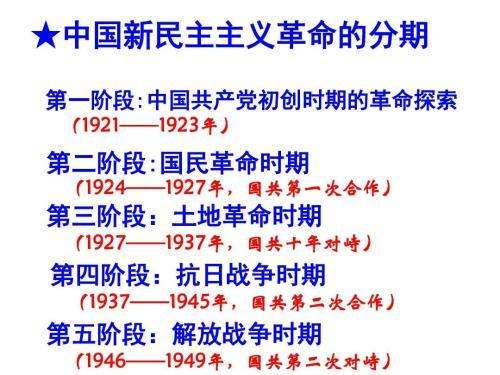 ★中国新民主主义革命的分期
第一阶段:中国共产党初创时期的革命探索
(1921——1923年)
第二阶段:国民革命时期
(1924——1927年，国共第一次合作)
第三阶段：土地革命时期
(1927——1937年，国共十年对峙)
第四阶段：抗日战争时期
(1937——1945年，国共第二次合作)
第五阶段：解放战争时期
(1946——1949年，国共第二次对峙)